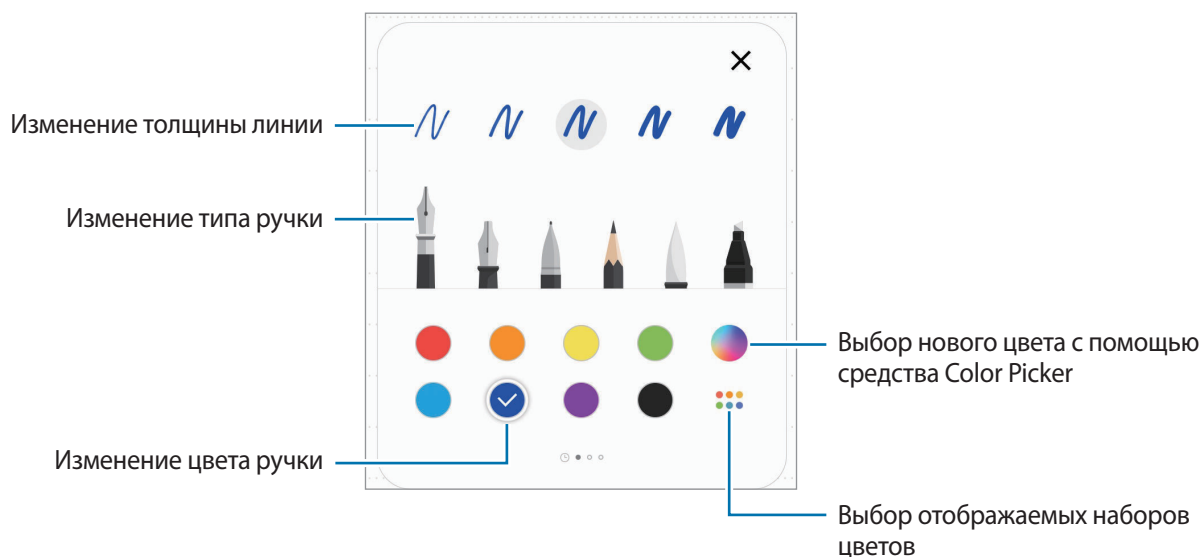 Изменение толщины линии
Изменение типа ручки
Выбор нового цвета с помощью
средства Color Picker
Изменение цвета ручки
Выбор отображаемых наборов
цветов